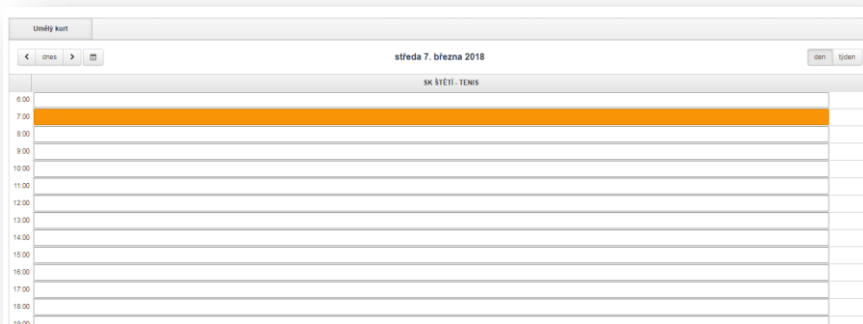 Umělý kurt
dnes
středa 7. března 2018
den týden
SK ŠTĚTÍ - TENIS
6:00
7:00
8:00
9:00
10:00
11:00
12:00
13:00
14:00
15:00
16:00
17:00
18:00
19:00